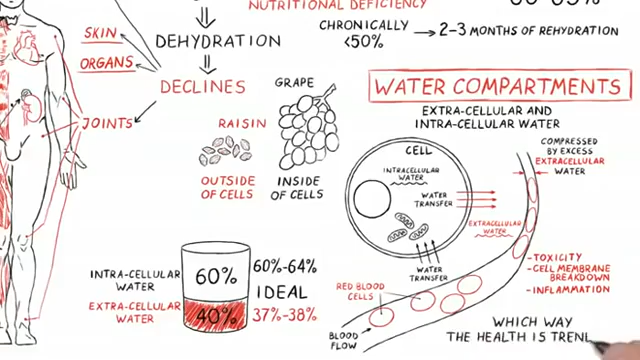 NUTRITIONAL DEFICIENCY
CHRONICALLY
<50%
2-3 MONTHS OF REHYDRATION
SKIN
ORGANS
JOINTS
DEHYDRATION
DECLINES
GRAPE
RAISIN
OUTSIDE
OF CELLS
INSIDE
OF CELLS
WATER COMPARTMENTS
EXTRA-CELLULAR AND
INTRA-CELLULAR WATER
CELL
INTRACELLULAR
WATER
WATER
TRANSFER
COMPRESSED
BY EXCESS
EXTRACELLULAR
WATER
EXTRACELLULAR
WATER
WATER
TRANSFER
-TOXICITY
-CELL MEMBRANE
BREAKDOWN
-INFLAMMATION
INTRA-CELLULAR
WATER
60%
60%-64%
IDEAL
EXTRA-CELLULAR
WATER
40%
37%-38%
RED BLOOD
CELLS
BLOOD
FLOW
WHICH WAY
THE HEALTH IS